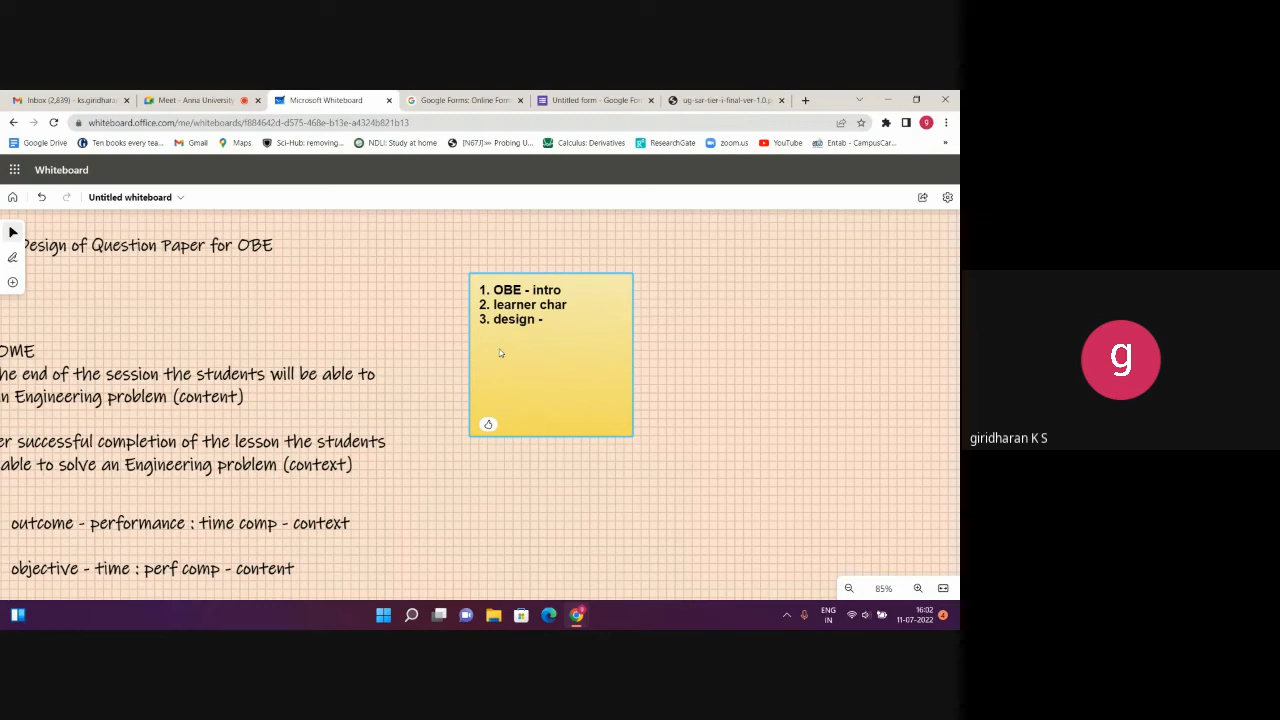 Inbox (2,839) - ks.giridharan
Meet - Anna University
Microsoft Whiteboard
Google Forms: Online Form
Untitled form - Google Fo
ug-sar-tier-i-final-ver-1.0.p
whiteboard.office.com/me/whiteboards/f884642d-d575-468e-b13e-a4324b821b13
g
Google Drive
Ten books every tea...
Gmail
Maps
Sci-Hub: removing...
NDLI: Study at home
[N67J]>> Probing U...
Calculus: Derivatives
ResearchGate
zoom.us
YouTube
Entab - CampusCar...
»
Whiteboard
Untitled whiteboard
Design of Question Paper for OBE
1. OBE - intro
2. learner char
3. design -
OME
he end of the session the students will be able to
an Engineering problem (content)
er successful completion of the lesson the students
able to solve an Engineering problem (context)
outcome - performance : time comp - context
objective - time : perf comp - content
85%
ENG
IN
16:02
11-07-2022
4
g
giridharan K S